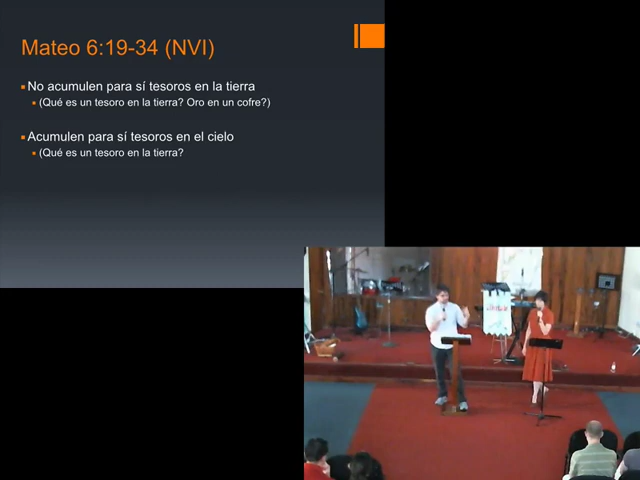 Mateo 6:19-34 (NVI)
No acumulen para sí tesoros en la tierra
(Qué es un tesoro en la tierra? Oro en un cofre?)
Acumulen para sí tesoros en el cielo
(Qué es un tesoro en la tierra?